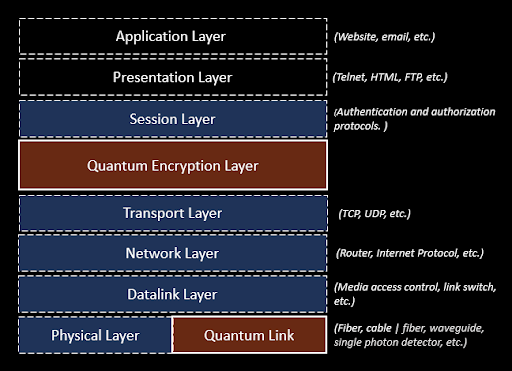 Application Layer
(Website, email, etc.)
Presentation Layer
(Telnet, HTML, FTP, etc.)
Session Layer
(Authentication and authorization
protocols. )
Quantum Encryption Layer
Transport Layer
(TCP, UDP, etc.)
Network Layer
(Router, Internet Protocol, etc.)
Datalink Layer
(Media access control, link switch,
etc.)
Physical Layer
Quantum Link
(Fiber, cable | fiber, waveguide,
single photon detector, etc.)